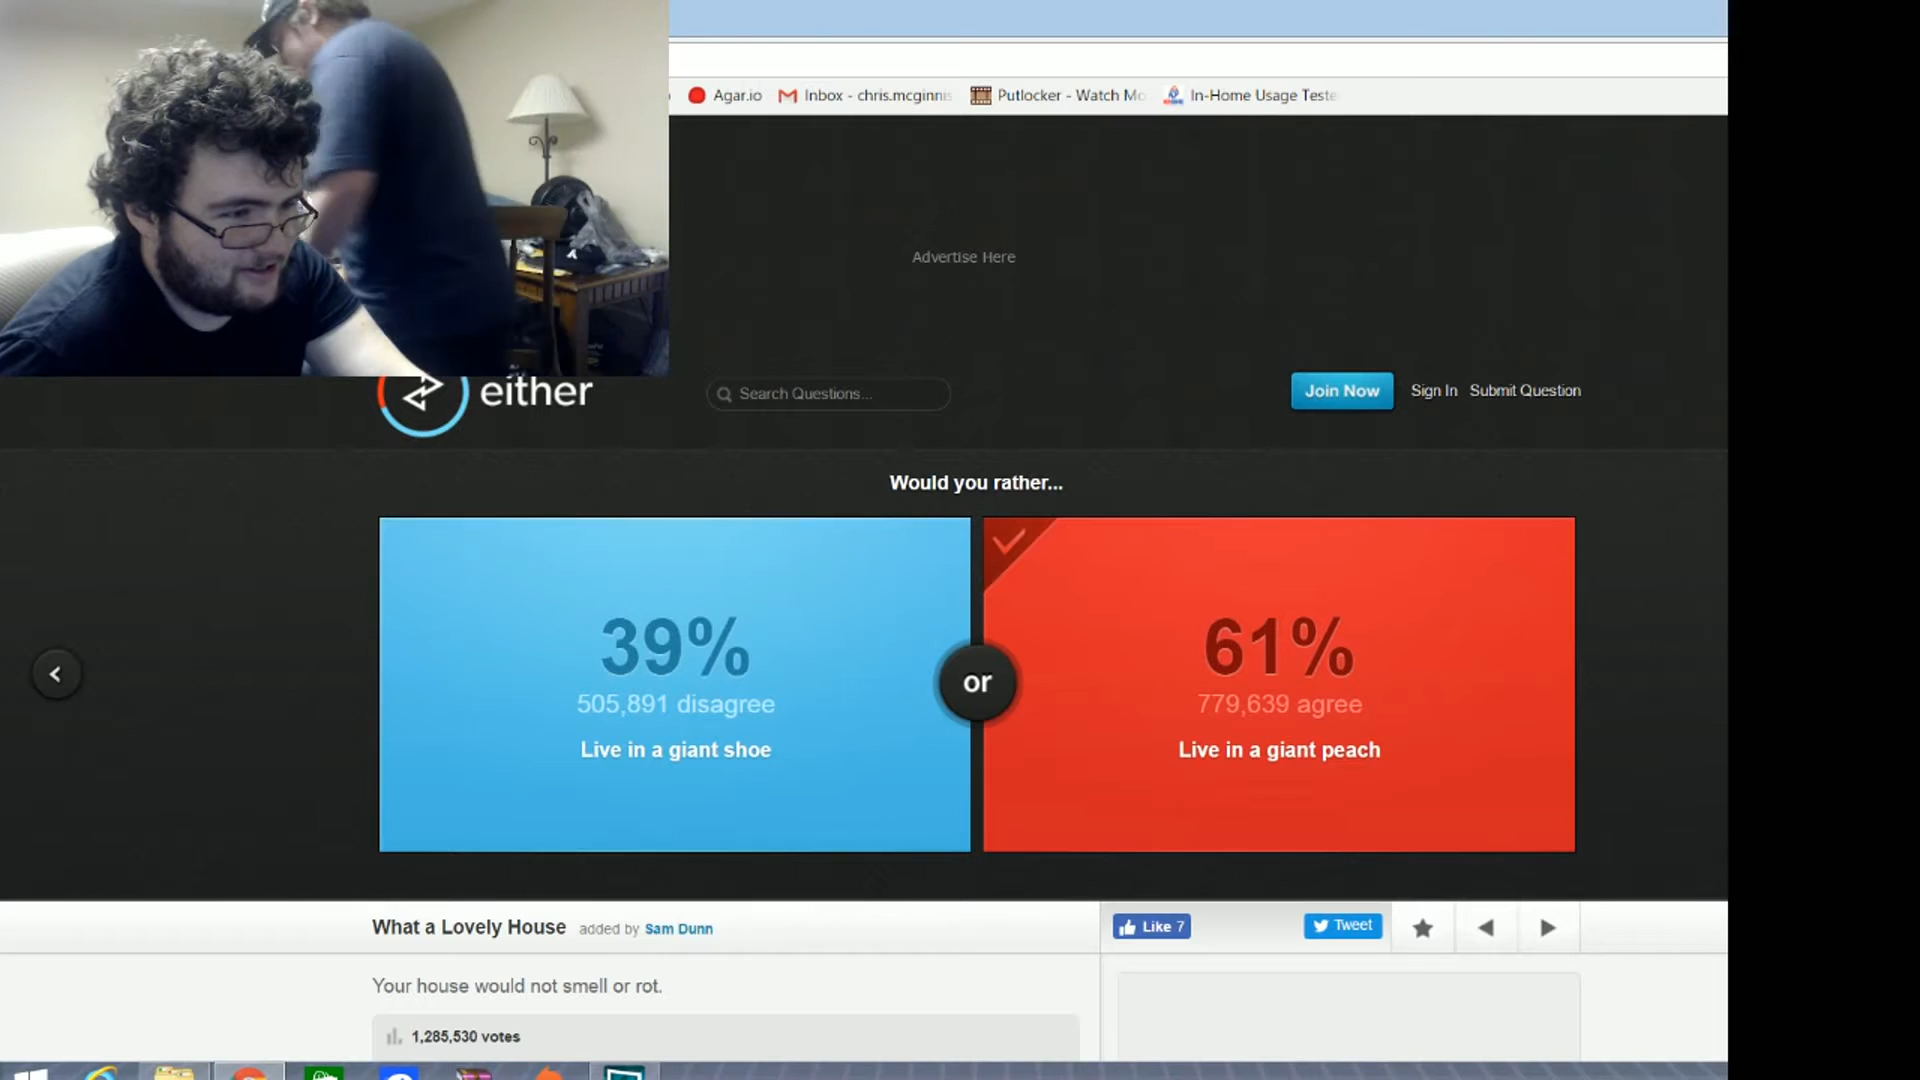 Agar.io
Inbox - chris.mcginnis
Putlocker - Watch Mo
In-Home Usage Teste
Advertise Here
either
Search Questions...
Join Now
Sign In
Submit Question
Would you rather...
39%
505,891 disagree
Live in a giant shoe
or
61%
779,639 agree
Live in a giant peach
What a Lovely House added by Sam Dunn
Like 7
Tweet
Your house would not smell or rot.
1,285,530 votes